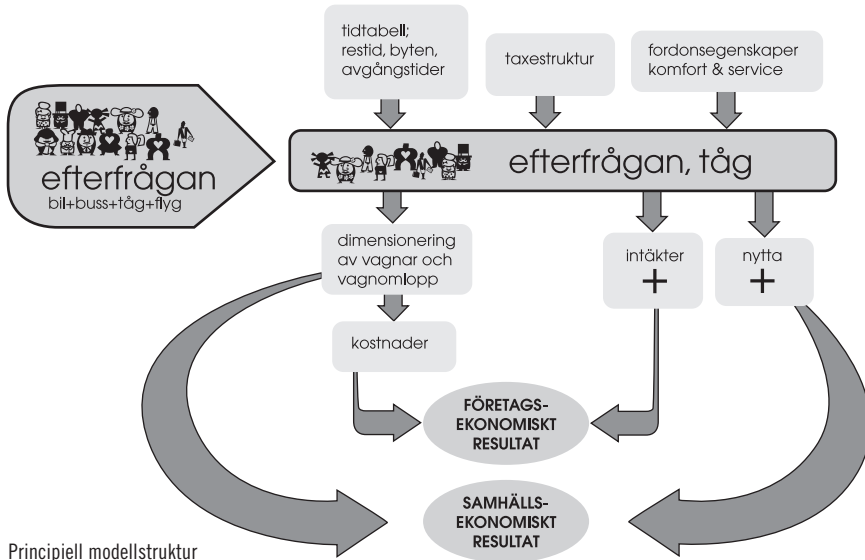 tidtabell;
restid, byten,
avgångstider
taxestruktur
fordonsegenskaper
komfort & service
efterfrågan
bil+buss+tåg+flyg
efterfrågan, tåg
dimensionering
av vagnar och
vagnomlopp
intäkter
+
nytta
+
kostnader
FÖRETAGS-
EKONOMISKT
RESULTAT
SAMHÄLLS-
EKONOMISKT
RESULTAT
Principiell modellstruktur